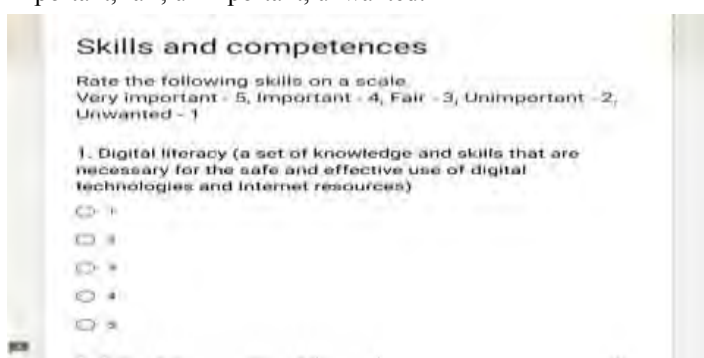 Skills and competences
Rate the following skills on a scale
Very important - 5, Important - 4, Fair - 3, Unimportant - 2,
Unwanted - 1
1. Digital literacy (a set of knowledge and skills that are
necessary for the safe and effective use of digital
technologies and Internet resources)
1
2
3
4
5